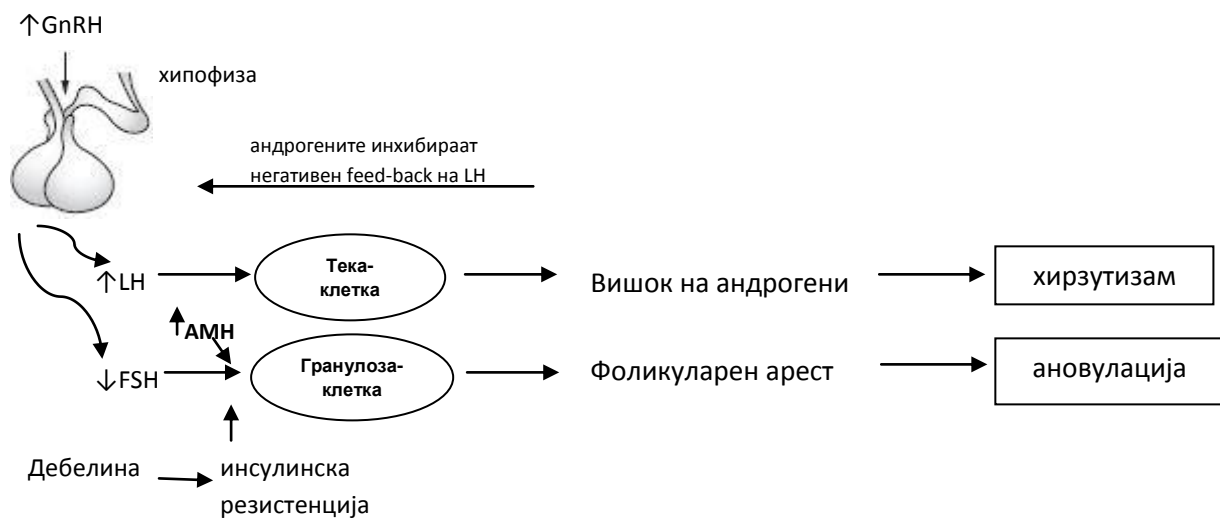 ↑GnRH
хипофиза
андрогените инхибираат
негативен feed-back на LH
↑LH
Тека-
клетка
Вишок на андрогени
хирзутизам
↑АМН
↓FSH
Гранулоза-
клетка
Фоликуларен арест
ановулација
Дебелина
инсулинска
резистенција